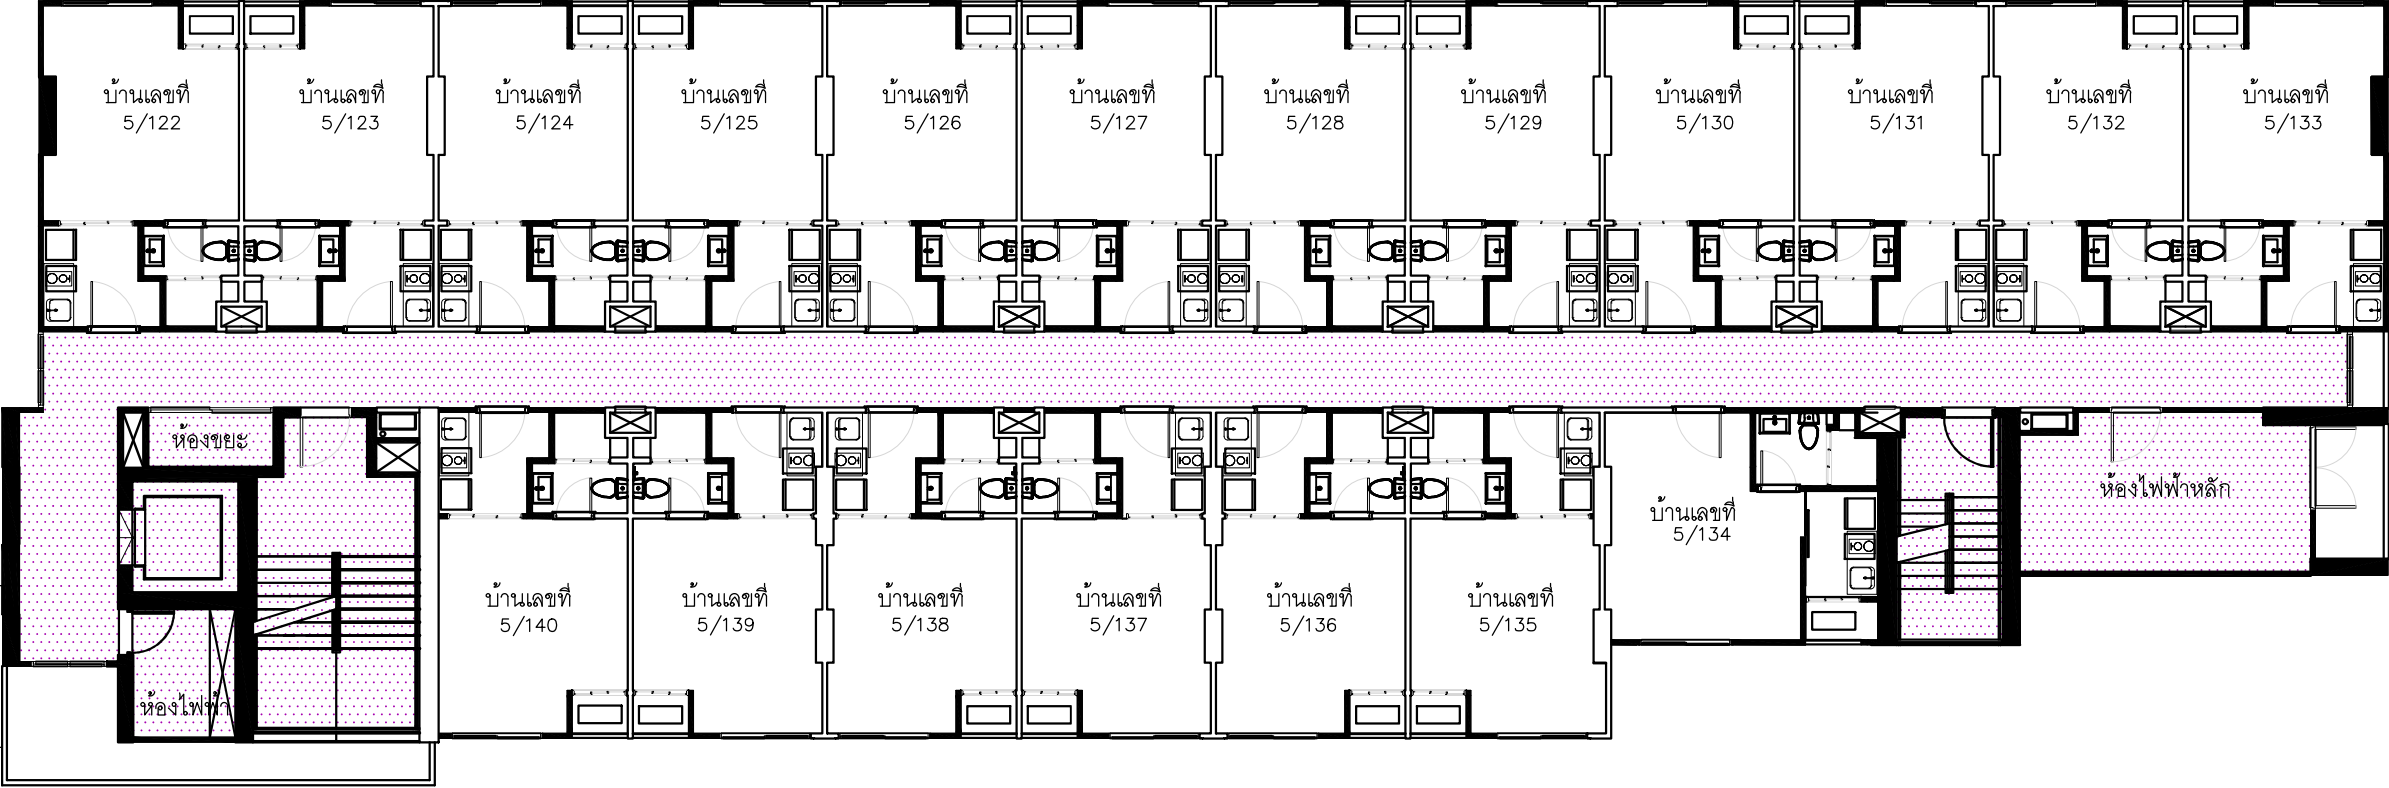 บ้านเลขที่
5/122
บ้านเลขที่
5/123
บ้านเลขที่
5/124
บ้านเลขที่
5/125
บ้านเลขที่
5/126
บ้านเลขที่
5/127
บ้านเลขที่
5/128
บ้านเลขที่
5/129
บ้านเลขที่
5/130
บ้านเลขที่
5/131
บ้านเลขที่
5/132
บ้านเลขที่
5/133
ห้องขยะ
ห้องไฟฟ้าหลัก
บ้านเลขที่
5/134
บ้านเลขที่
5/140
บ้านเลขที่
5/139
บ้านเลขที่
5/138
บ้านเลขที่
5/137
บ้านเลขที่
5/136
บ้านเลขที่
5/135
ห้องไฟฟ้า